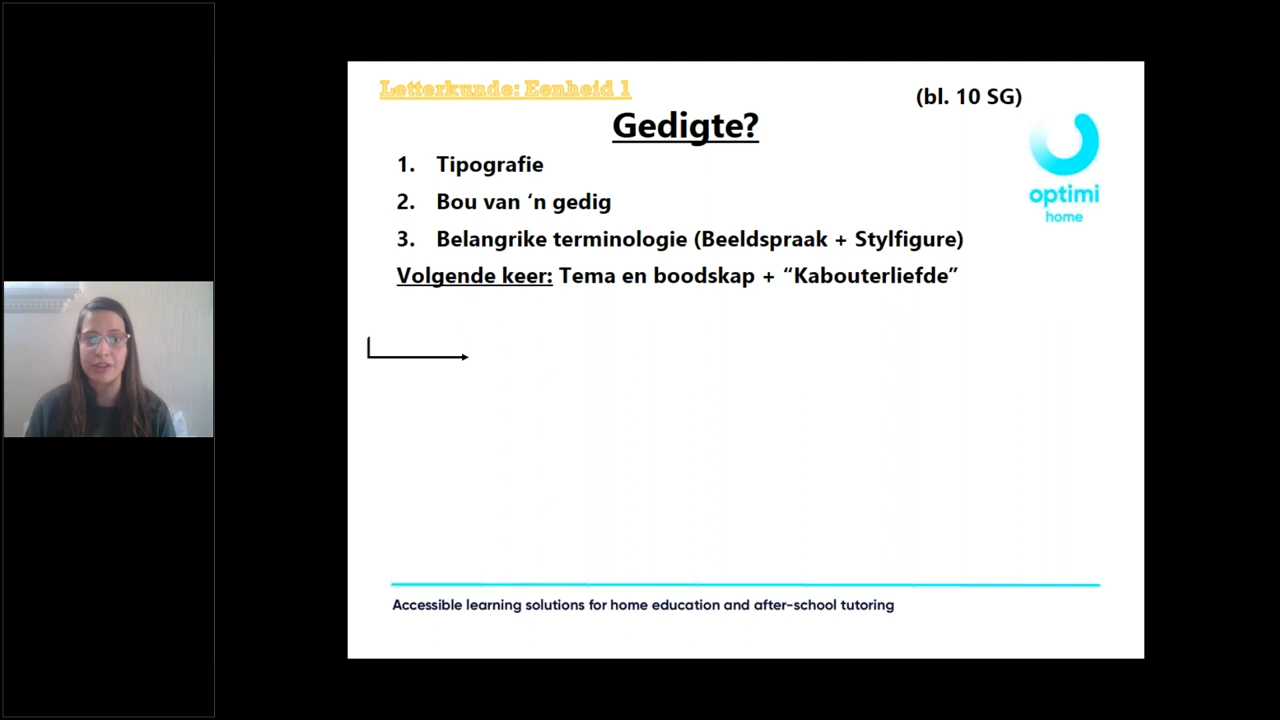 Letterkunde: Eenheid 1
(bl. 10 SG)
Gedigte?
1. Tipografie
2. Bou van ‘n gedig
3. Belangrike terminologie (Beeldspraak + Stylfigure)
Volgende keer: Tema en boodskap + “Kabouterliefde”
optimi
home
Accessible learning solutions for home education and after-school tutoring